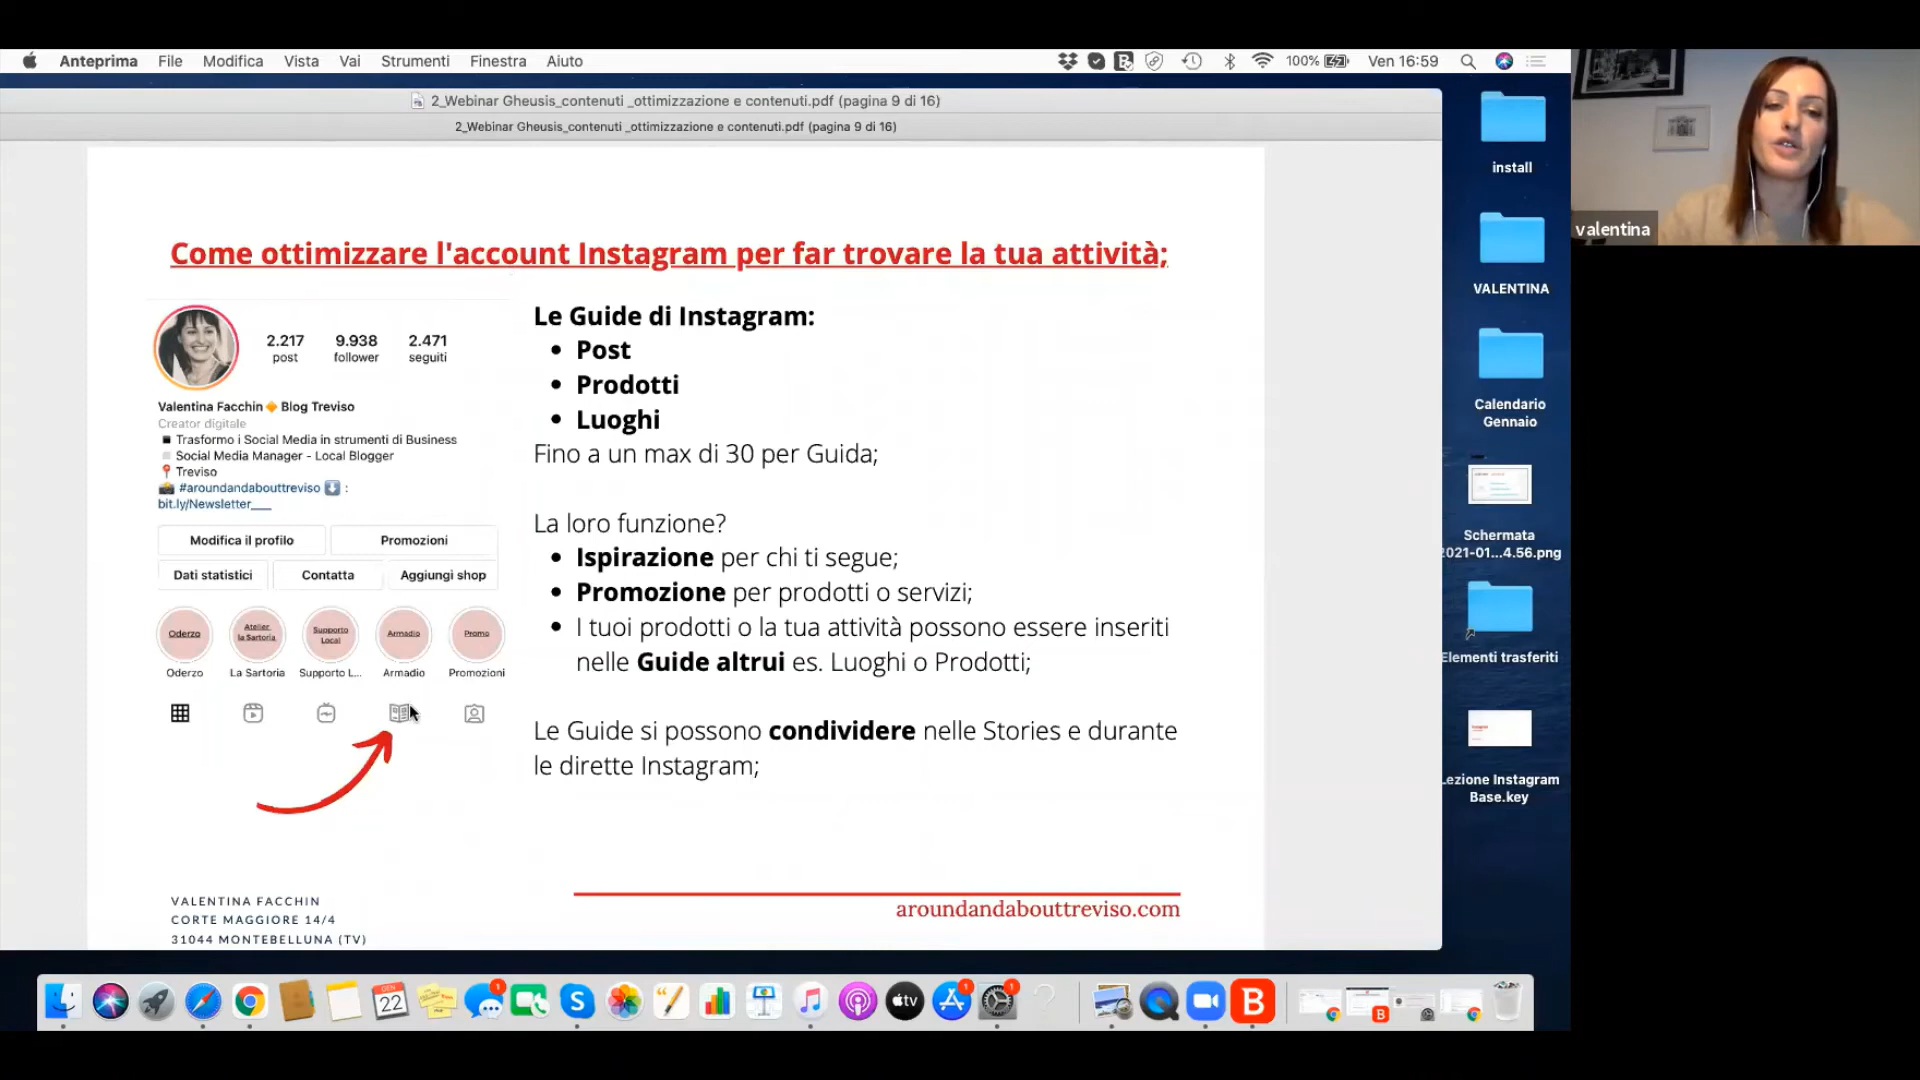 Anteprima File Modifica Vista Vai Strumenti Finestra Aiuto 100% Ven 16:59
2_Webinar Gheusis_contenuti _ottimizzazione e contenuti.pdf (pagina 9 di 16)
2_Webinar Gheusis_contenuti _ottimizzazione e contenuti.pdf (pagina 9 di 16)
Come ottimizzare l'account Instagram per far trovare la tua attività;
2.217 9.938 2.471
post follower seguiti
Valentina Facchin Blog Treviso
Creator digitale
Trasformo i Social Media in strumenti di Business
Social Media Manager - Local Blogger
Treviso
#aroundandabouttreviso :
bit.ly/Newsletter___
Modifica il profilo Promozioni
Dati statistici Contatta Aggiungi shop
Oderzo
Atelier
la Sartoria
Supporto
Local
Armadio
Promo
Oderzo La Sartoria Supporto L... Armadio Promozioni
Le Guide di Instagram:
• Post
• Prodotti
• Luoghi
Fino a un max di 30 per Guida;
La loro funzione?
• Ispirazione per chi ti segue;
• Promozione per prodotti o servizi;
• I tuoi prodotti o la tua attività possono essere inseriti
nelle Guide altrui es. Luoghi o Prodotti;
Le Guide si possono condividere nelle Stories e durante
le dirette Instagram;
VALENTINA FACCHIN
CORTE MAGGIORE 14/4
31044 MONTEBELLUNA (TV)
aroundandabouttreviso.com
install
VALENTINA
Calendario
Gennaio
Schermata
2021-01...4.56.png
Elementi trasferiti
Lezione Instagram
Base.key
valentina
GEN
22
1
S
tv
1
1
B
B